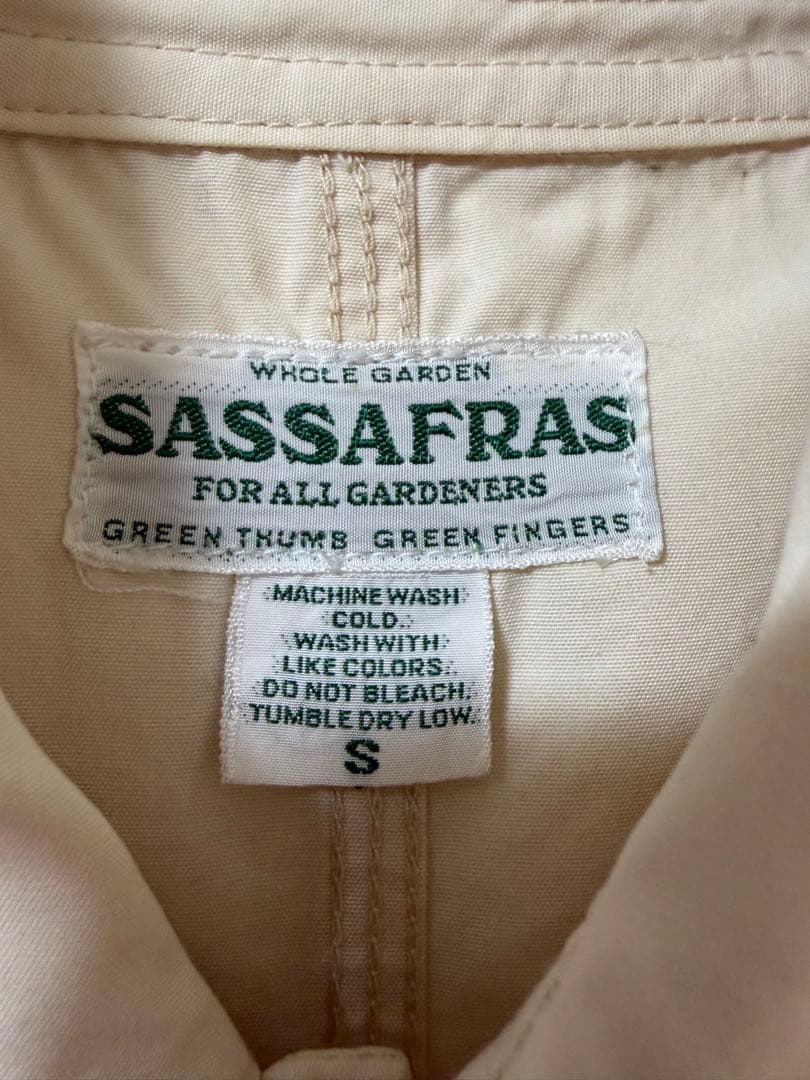 WHOLE GARDEN
SASSAFRAS
FOR ALL GARDENERS
GREEN THUMB GREEN FINGERS
MACHINE WASH
COLD.
WASH WITH
LIKE COLORS.
DO NOT BLEACH.
TUMBLE DRY LOW.
S